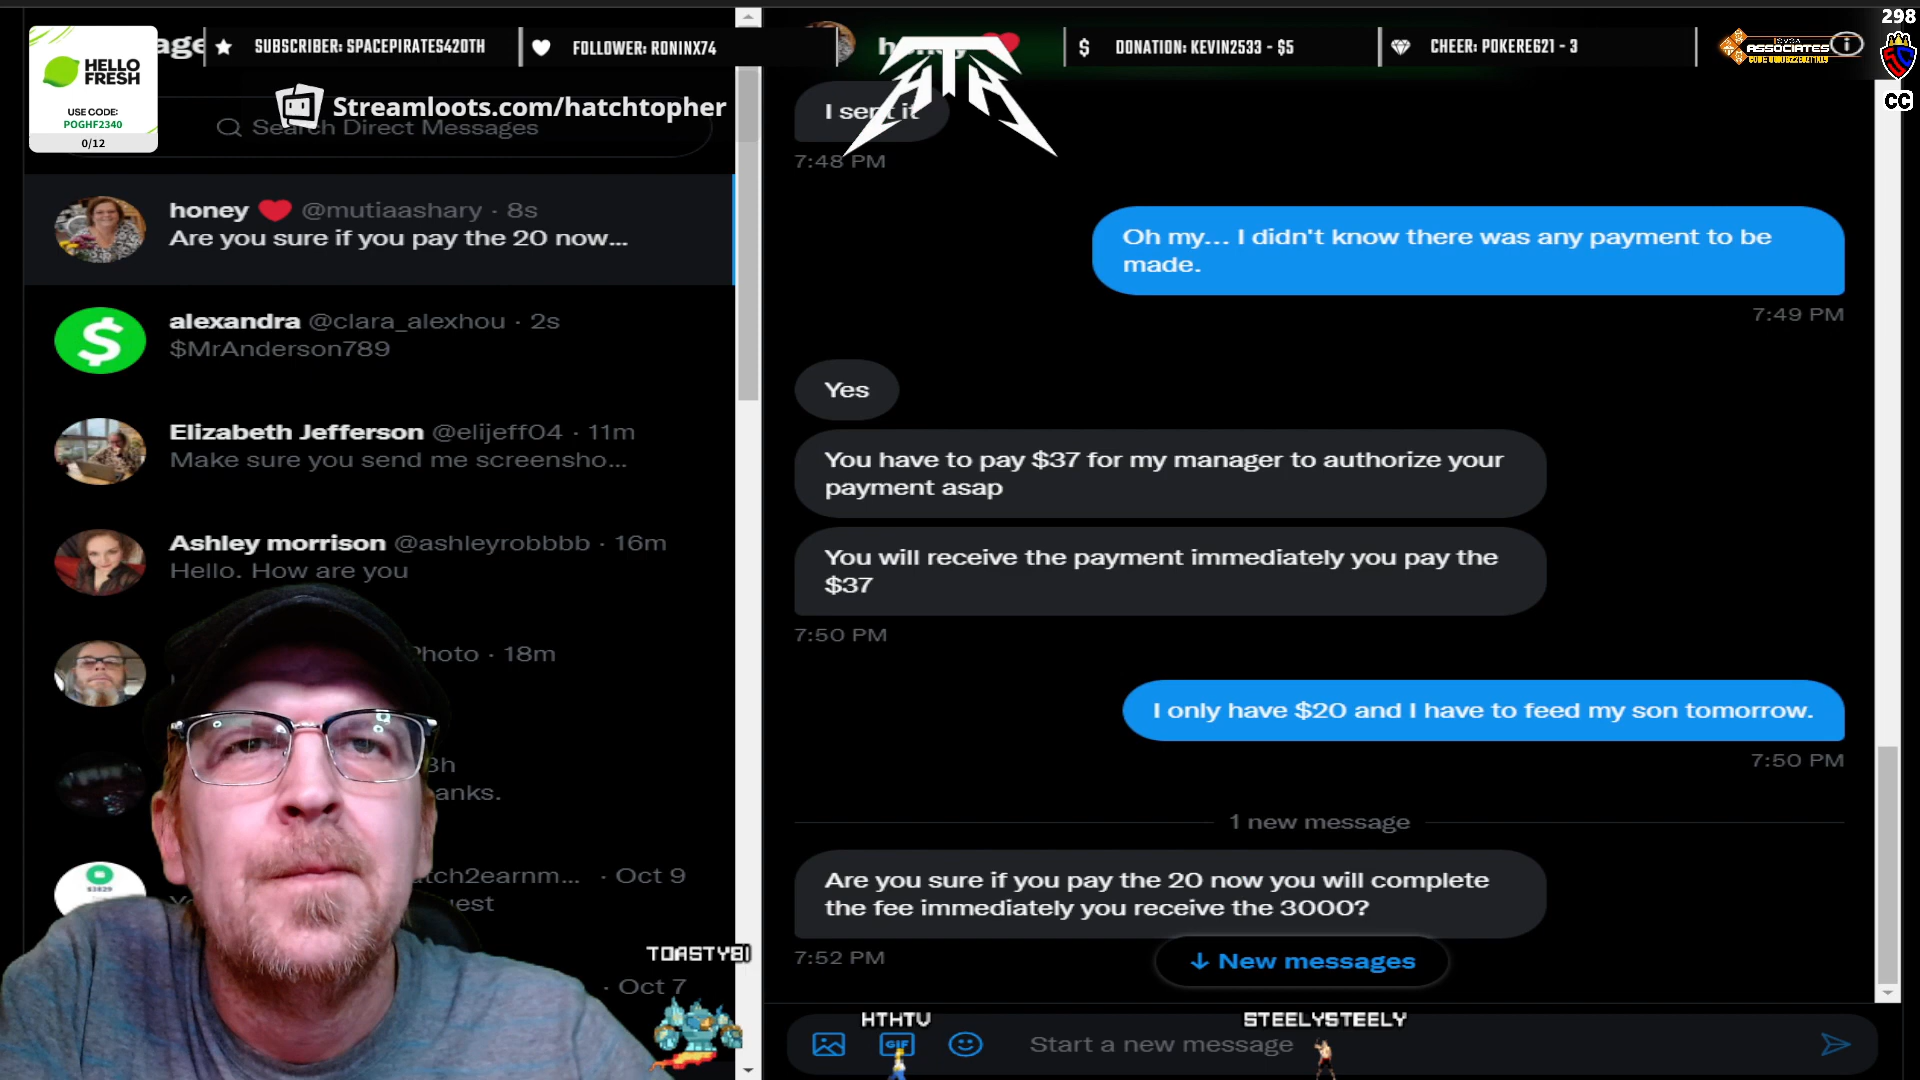 298
SUBSCRIBER: SPACEPIRATES420TH
FOLLOWER: RONINX74
DONATION: KEVIN2533 - $5
CHEER: POKERE621 - 3
ASSOCIATES
CC
HELLO
FRESH
USE CODE:
POGHF2340
0/12
Streamloots.com/hatchtopher
Search Direct Messages
honey ❤️ @mutiaashary · 8s
Are you sure if you pay the 20 now...
alexandra @clara_alexhou · 2s
$MrAnderson789
Elizabeth Jefferson @elijeff04 · 11m
Make sure you send me screensho...
Ashley morrison @ashleyrobbbb · 16m
Hello. How are you
Photo · 18m
3h
anks.
atch2earnm... · Oct 9
uest
· Oct 7
TOASTY81
I sent it
7:48 PM
Oh my... I didn't know there was any payment to be
made.
7:49 PM
Yes
You have to pay $37 for my manager to authorize your
payment asap
You will receive the payment immediately you pay the
$37
7:50 PM
I only have $20 and I have to feed my son tomorrow.
7:50 PM
1 new message
Are you sure if you pay the 20 now you will complete
the fee immediately you receive the 3000?
7:52 PM
↓ New messages
HTHTV
STEELYSTEELY
GIF
Start a new message